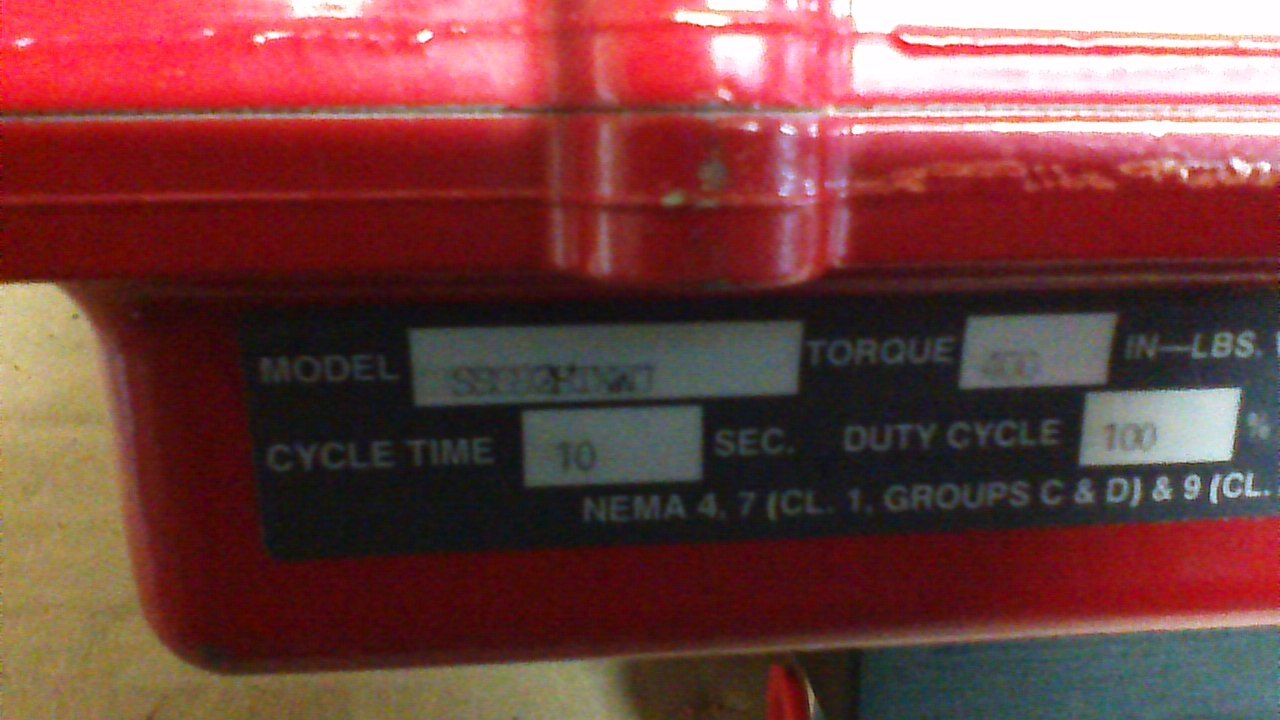 MODEL TORQUE 400 IN—LBS.
CYCLE TIME 10 SEC. DUTY CYCLE 100 %
NEMA 4, 7 (CL. 1, GROUPS C & D) & 9 (CL.